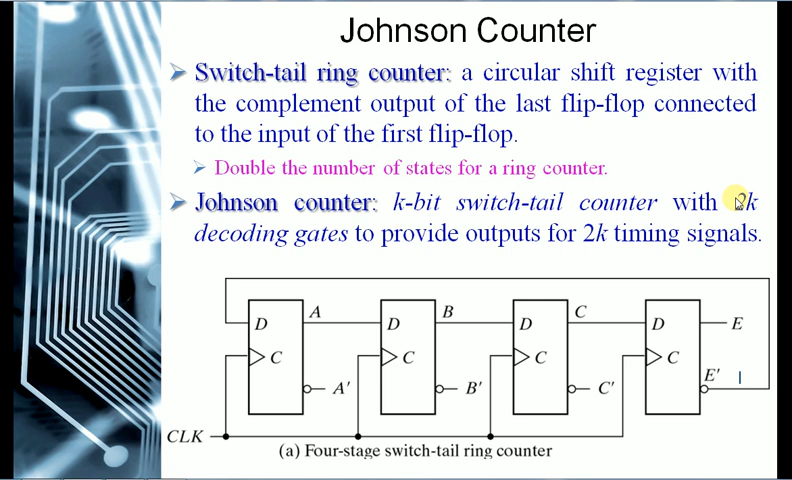 Johnson Counter
Switch-tail ring counter: a circular shift register with
the complement output of the last flip-flop connected
to the input of the first flip-flop.
Double the number of states for a ring counter.
Johnson counter: k-bit switch-tail counter with 2k
decoding gates to provide outputs for 2k timing signals.
A B C
D D D D E
C C C C
A' B' C' E'
CLK
(a) Four-stage switch-tail ring counter